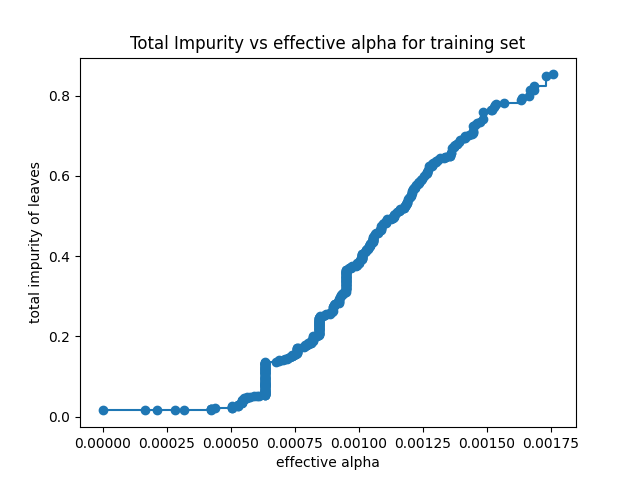 Total Impurity vs effective alpha for training set
total impurity of leaves
0.8
0.6
0.4
0.2
0.0
0.00000 0.00025 0.00050 0.00075 0.00100 0.00125 0.00150 0.00175
effective alpha